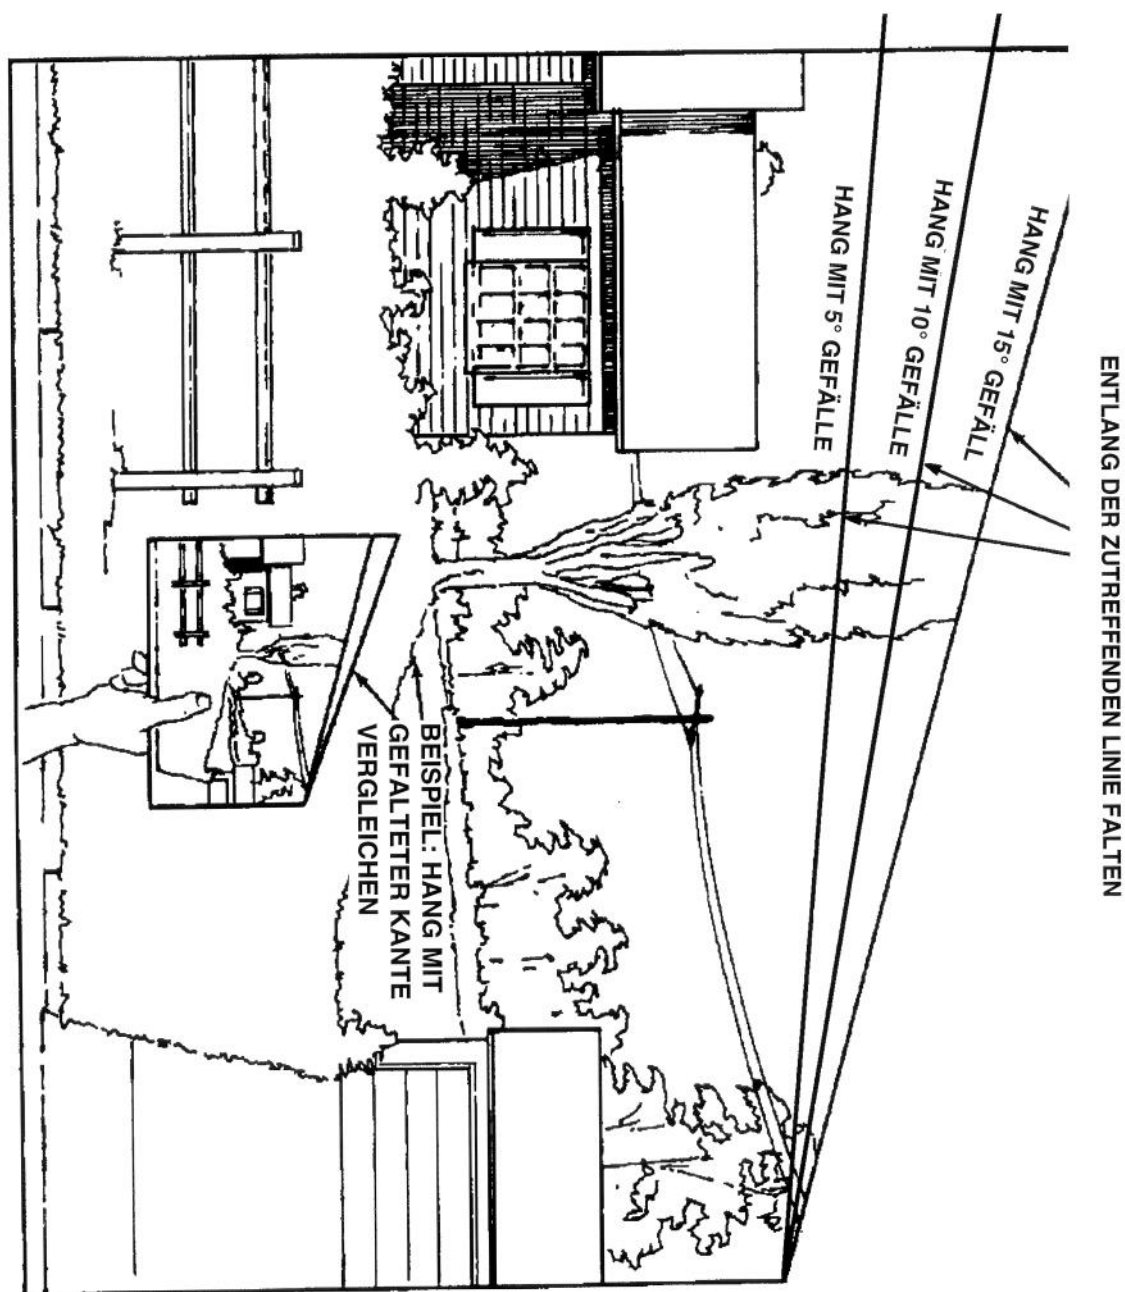 ENTLANG DER ZUTREFFENDEN LINIE FALTEN
HANG MIT 15° GEFÄLL
HANG MIT 10° GEFÄLLE
HANG MIT 5° GEFÄLLE
BEISPIEL: HANG MIT
GEFALTETER KANTE
VERGLEICHEN